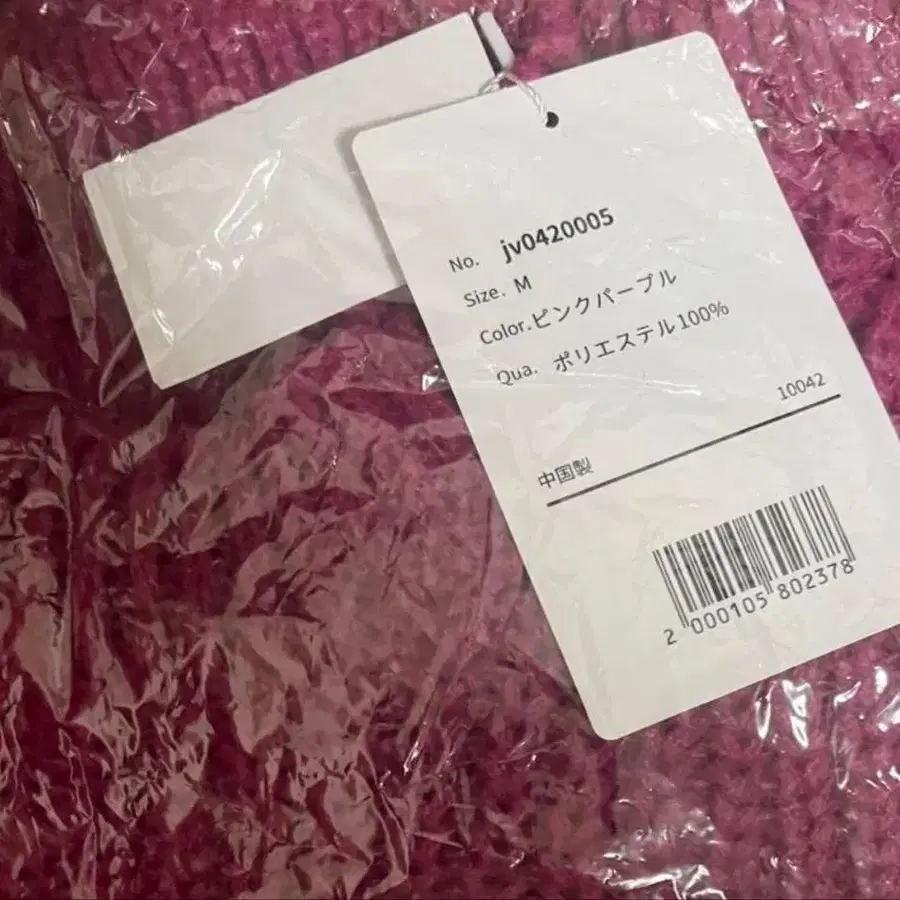 No. jv0420005
Size. M
Color.ピンクパープル
Qua. ポリエステル100%
10042
中国製
2 000105 802378